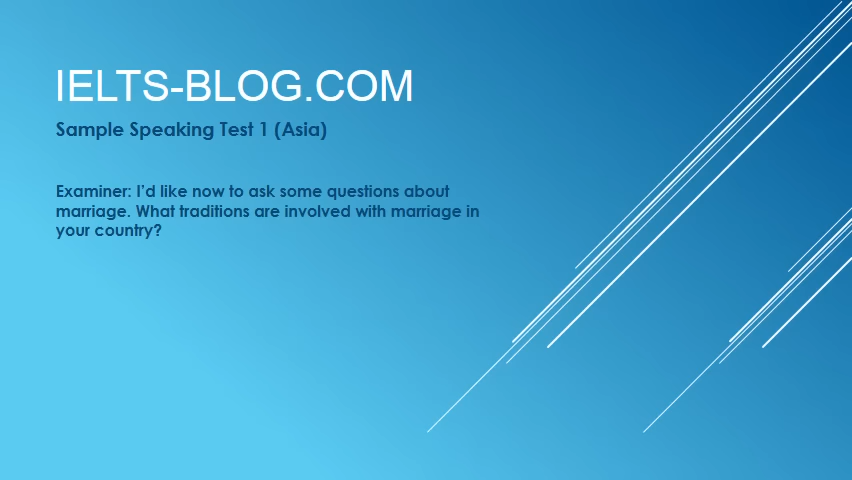 IELTS-BLOG.COM
Sample Speaking Test 1 (Asia)
Examiner: I’d like now to ask some questions about
marriage. What traditions are involved with marriage in
your country?